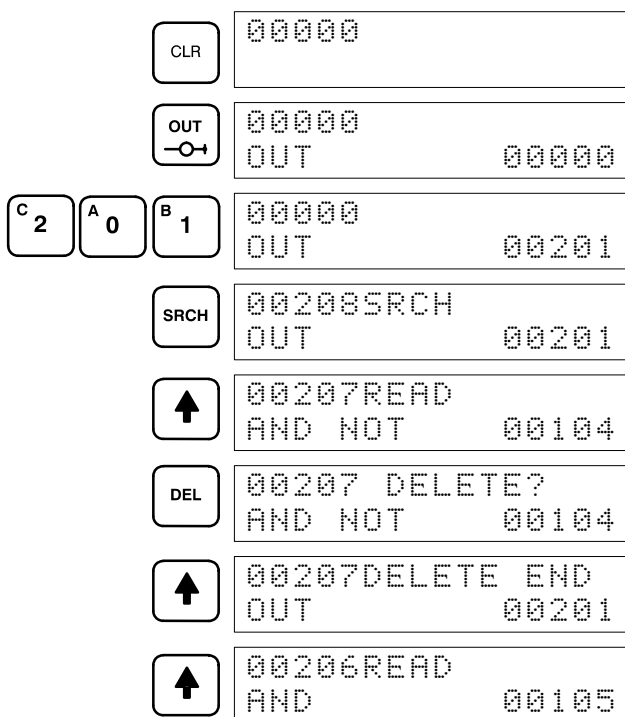 CLR
00000
OUT
00000
OUT 00000
C 2 A 0 B 1
00000
OUT 00201
SRCH
00208SRCH
OUT 00201
00207READ
AND NOT 00104
DEL
00207 DELETE?
AND NOT 00104
00207DELETE END
OUT 00201
00206READ
AND 00105